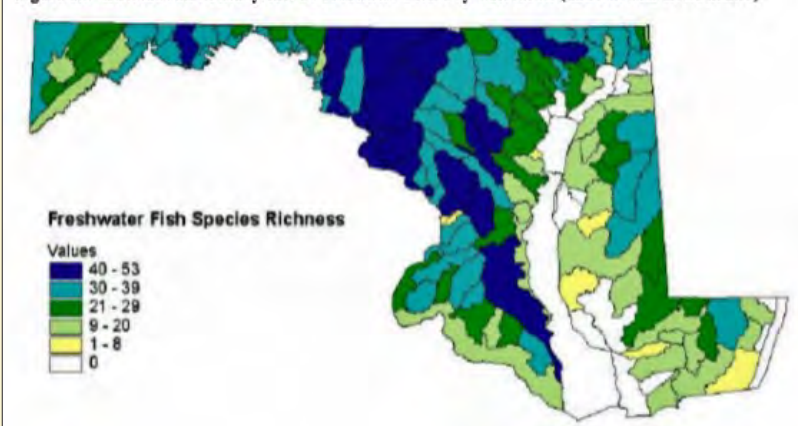 Freshwater Fish Species Richness
Values
40 - 53
30 - 39
21 - 29
9 - 20
1 - 8
0